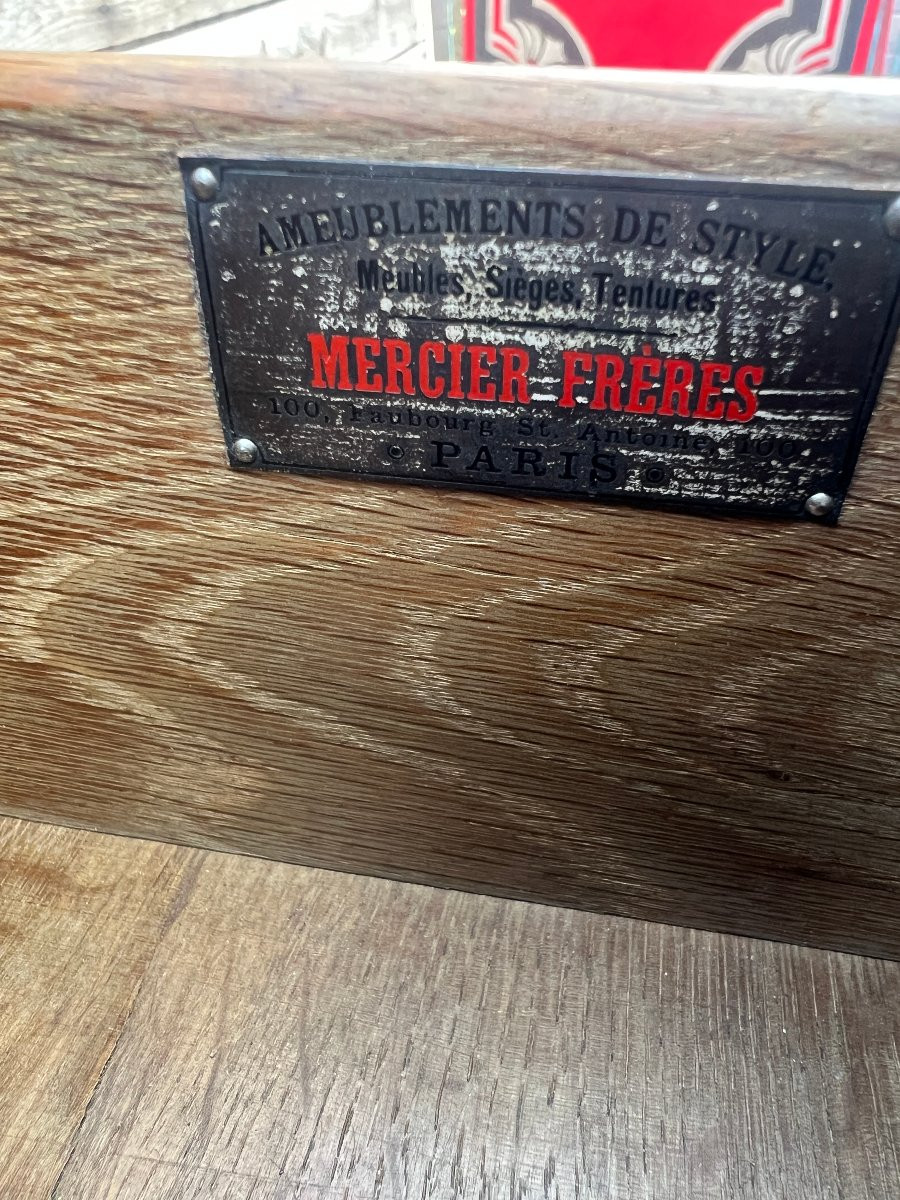 AMEUBLEMENTS DE STYLE,
Meubles, Sièges, Tentures
MERCIER FRÈRES
100, Faubourg St. Antoine, 100.
PARIS